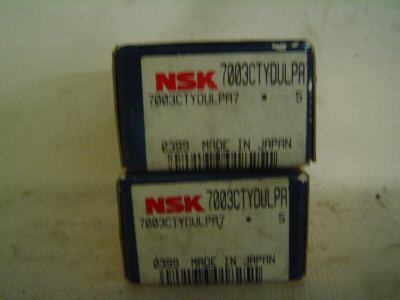 NSK 7003CTYDULPA
7003CTYDULPA7 * 5
0399 MADE IN JAPAN
NSK 7003CTYDULPA
7003CTYDULPA7 * 5
0399 MADE IN JAPAN